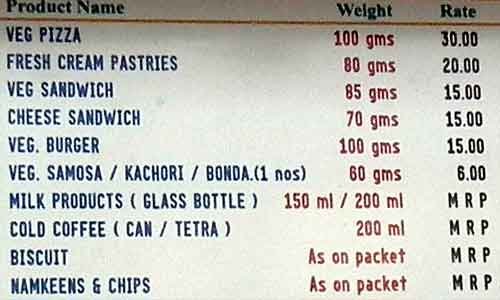 Product Name Weight Rate
VEG PIZZA 100 gms 30.00
FRESH CREAM PASTRIES 80 gms 20.00
VEG SANDWICH 85 gms 15.00
CHEESE SANDWICH 70 gms 15.00
VEG. BURGER 100 gms 15.00
VEG. SAMOSA / KACHORI / BONDA.(1 nos) 60 gms 6.00
MILK PRODUCTS ( GLASS BOTTLE ) 150 ml / 200 ml M R P
COLD COFFEE ( CAN / TETRA ) 200 ml M R P
BISCUIT As on packet M R P
NAMKEENS & CHIPS As on packet M R P